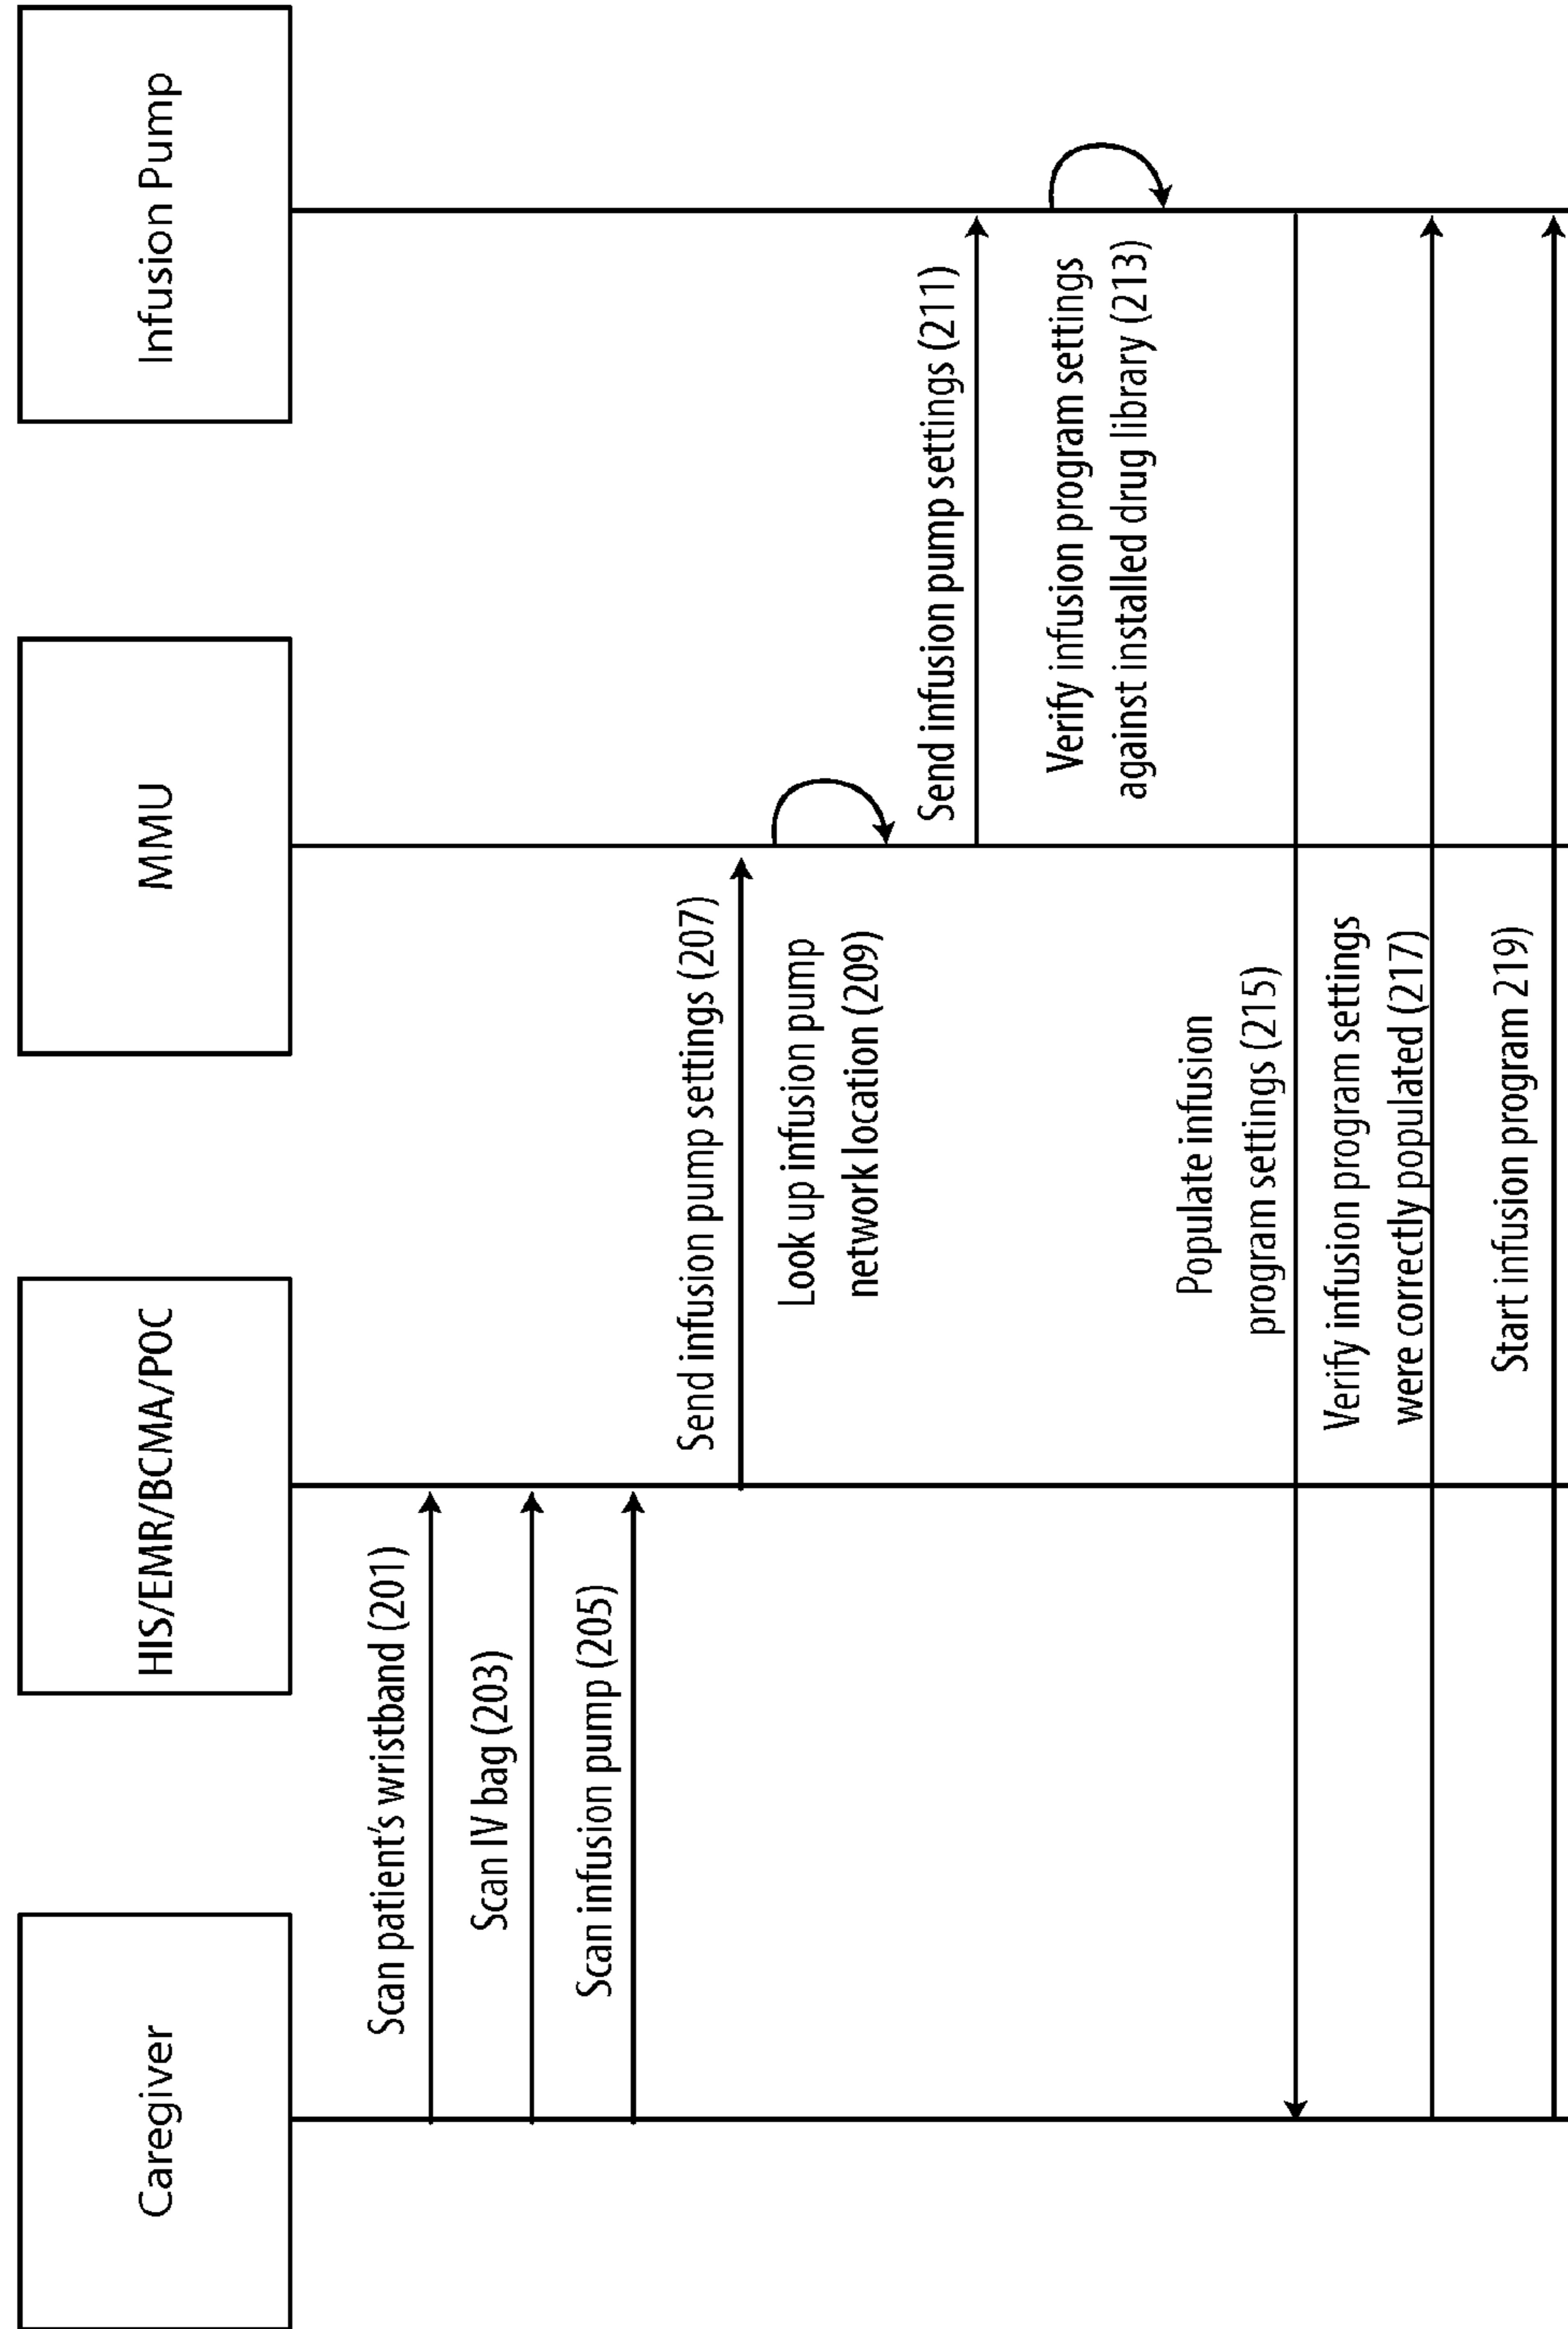 Caregiver
HIS/EMR/BCMA/POC
MMU
Infusion Pump
Scan patient's wristband (201)
Scan IV bag (203)
Scan infusion pump (205)
Send infusion pump settings (207)
Look up infusion pump
network location (209)
Send infusion pump settings (211)
Verify infusion program settings
against installed drug library (213)
Populate infusion
program settings (215)
Verify infusion program settings
were correctly populated (217)
Start infusion program 219)